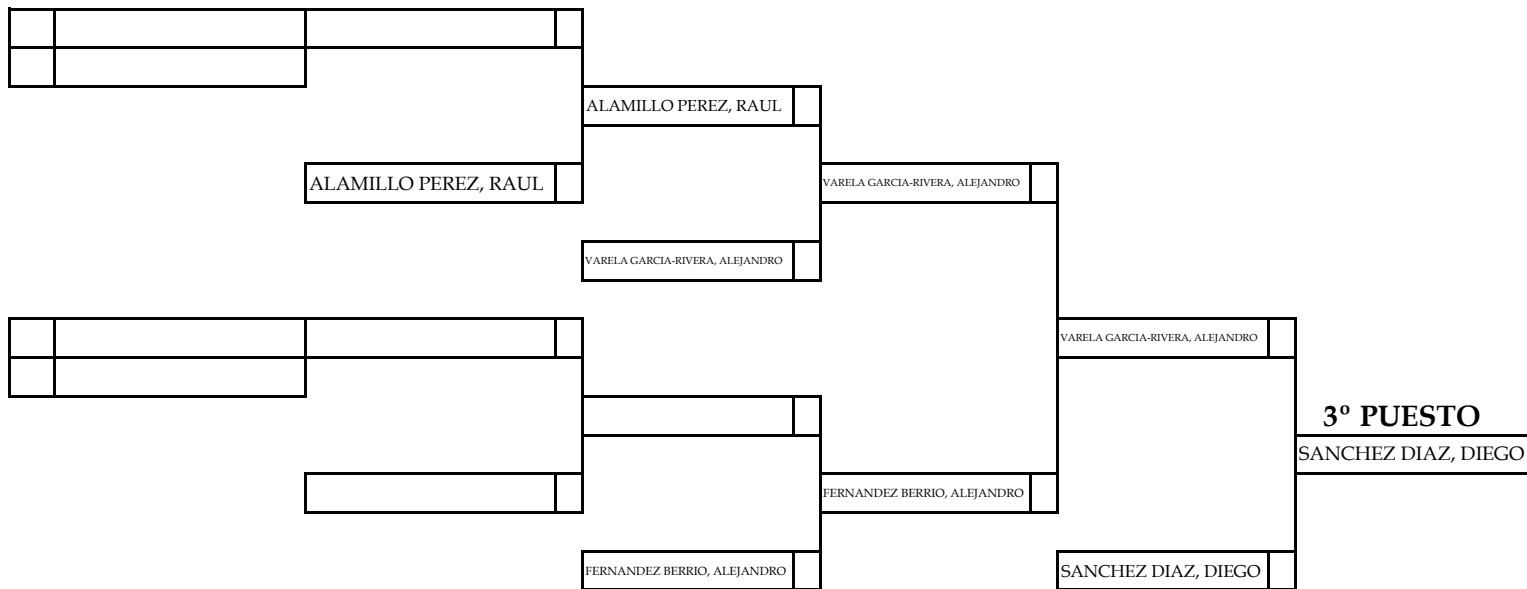 ALAMILLO PEREZ, RAUL
ALAMILLO PEREZ, RAUL
VARELA GARCIA-RIVERA, ALEJANDRO
VARELA GARCIA-RIVERA, ALEJANDRO
VARELA GARCIA-RIVERA, ALEJANDRO
3º PUESTO
SANCHEZ DIAZ, DIEGO
FERNANDEZ BERRIO, ALEJANDRO
FERNANDEZ BERRIO, ALEJANDRO
SANCHEZ DIAZ, DIEGO